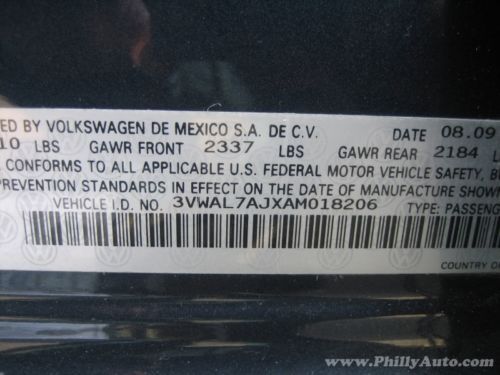 ED BY VOLKSWAGEN DE MEXICO S.A. DE C.V. DATE 08.09
10 LBS GAWR FRONT 2337 LBS GAWR REAR 2184 L
CONFORMS TO ALL APPLICABLE U.S. FEDERAL MOTOR VEHICLE SAFETY, BU
PREVENTION STANDARDS IN EFFECT ON THE DATE OF MANUFACTURE SHOWN
VEHICLE I.D. NO. 3VWAL7AJXAM018206 TYPE: PASSENG
COUNTRY O
www.PhillyAuto.com